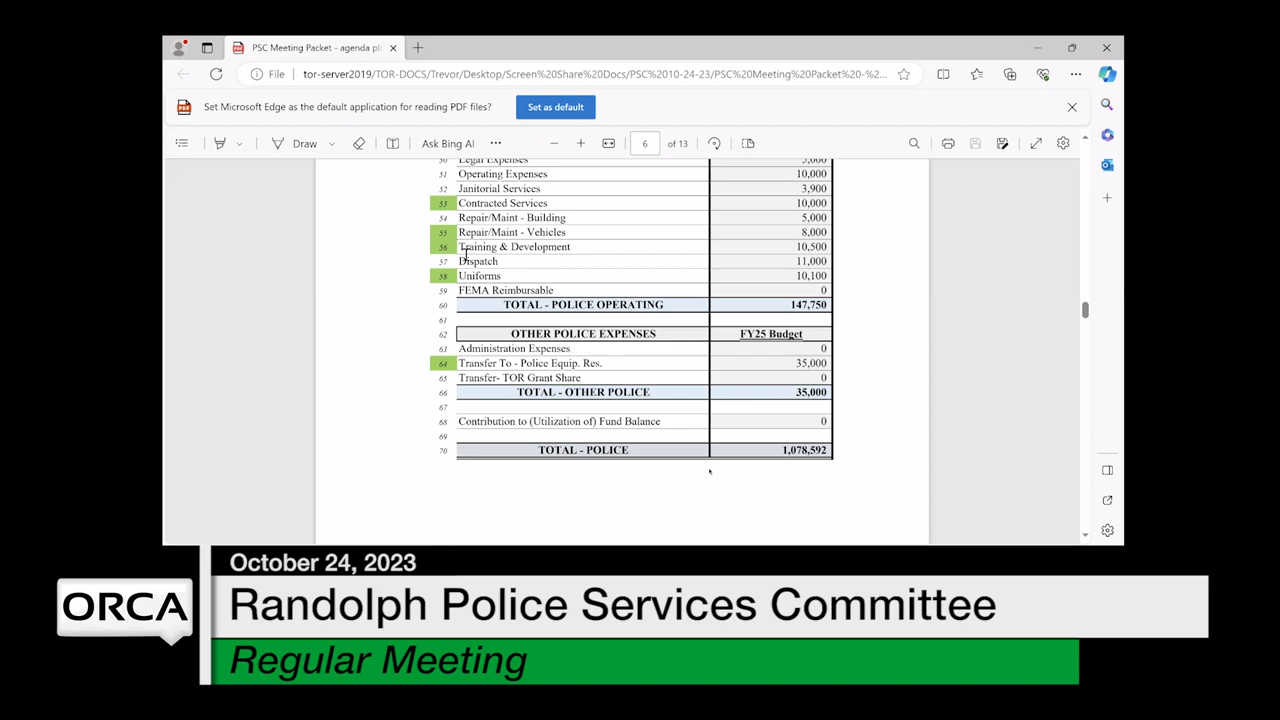 PSC Meeting Packet - agenda pl
File tor-server2019/TOR-DOCS/Trevor/Desktop/Screen%20Share%20Docs/PSC%2010-24-23/PSC%20Meeting%20Packet%20-%2...
Set Microsoft Edge as the default application for reading PDF files? Set as default
Draw Ask Bing AI 6 of 13
50 Legal Expenses 5,000
51 Operating Expenses 10,000
52 Janitorial Services 3,900
53 Contracted Services 10,000
54 Repair/Maint - Building 5,000
55 Repair/Maint - Vehicles 8,000
56 Training & Development 10,500
57 Dispatch 11,000
58 Uniforms 10,100
59 FEMA Reimbursable 0
60 TOTAL - POLICE OPERATING 147,750
61
62 OTHER POLICE EXPENSES FY25 Budget
63 Administration Expenses 0
64 Transfer To - Police Equip. Res. 35,000
65 Transfer- TOR Grant Share 0
66 TOTAL - OTHER POLICE 35,000
67
68 Contribution to (Utilization of) Fund Balance 0
69
70 TOTAL - POLICE 1,078,592
October 24, 2023
ORCA
Randolph Police Services Committee
Regular Meeting